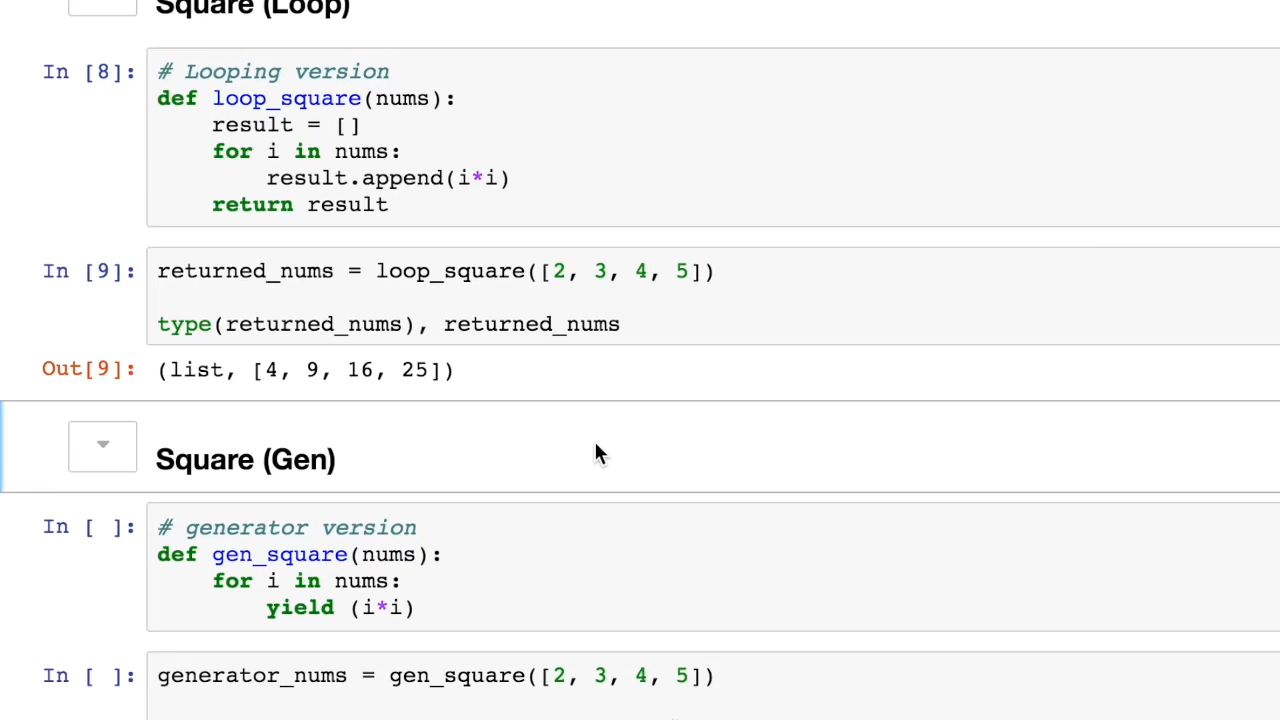 Square (Loop)
In [8]:
# Looping version
def loop_square(nums):
    result = []
    for i in nums:
        result.append(i*i)
    return result
In [9]:
returned_nums = loop_square([2, 3, 4, 5])
type(returned_nums), returned_nums
Out[9]: (list, [4, 9, 16, 25])
Square (Gen)
In [ ]:
# generator version
def gen_square(nums):
    for i in nums:
        yield (i*i)
In [ ]:
generator_nums = gen_square([2, 3, 4, 5])